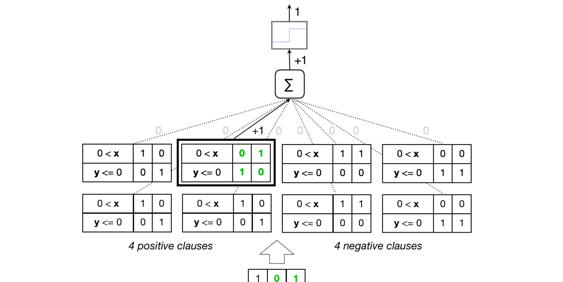 1
+1
Σ
0 0 +1 0 0 0 0 0
0 < x 1 0 0 < x 0 1 0 < x 1 1 0 < x 0 0
y <= 0 0 1 y <= 0 1 0 y <= 0 0 0 y <= 0 1 1
0 < x 1 0 0 < x 1 0 0 < x 1 1 0 < x 0 0
y <= 0 0 1 y <= 0 0 1 y <= 0 0 0 y <= 0 1 1
4 positive clauses 4 negative clauses
1 0 1